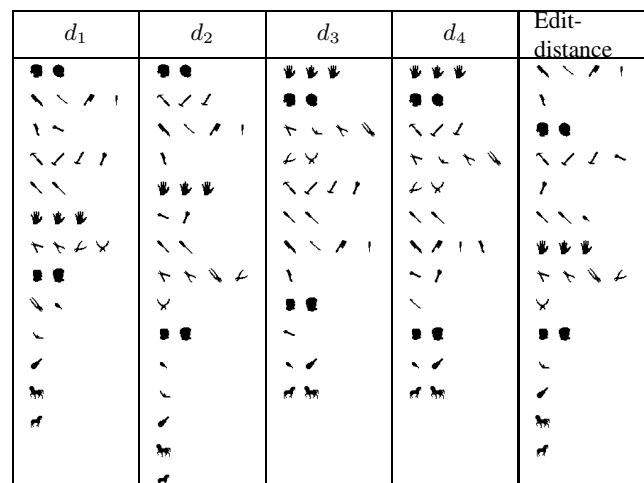 d₁ d₂ d₃ d₄ Edit-
distance